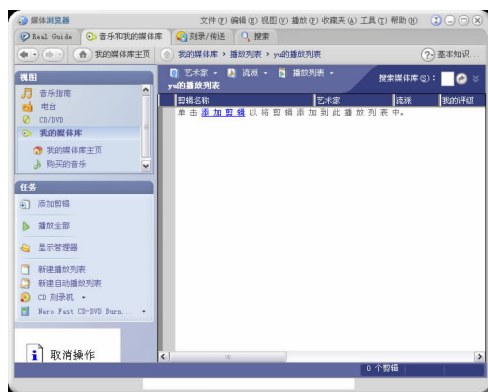 媒体浏览器 文件(F) 编辑(E) 视图(V) 播放(P) 收藏夹(A) 工具(T) 帮助(H)
Real Guide 音乐和我的媒体库 刻录/传送 搜索
我的媒体库主页 我的媒体库 > 播放列表 > yu的播放列表 基本知识...
视图
音乐指南
电台
CD/DVD
我的媒体库
我的媒体库主页
购买的音乐
任务
添加剪辑
播放全部
显示管理器
新建播放列表
新建自动播放列表
CD 刻录机
Nero Fast CD-DVD Burn...
取消操作
艺术家 流派 播放列表 搜索媒体库(S):
yu的播放列表
剪辑名称 艺术家 流派 我的评级
单击添加剪辑以将剪辑添加到此播放列表中。
0 个剪辑